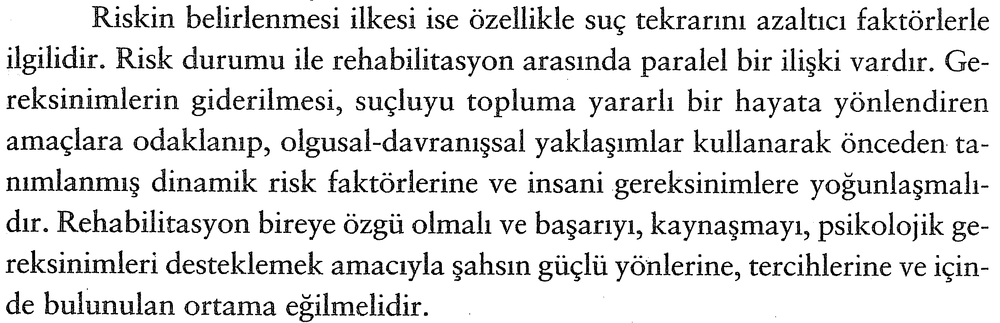 Riskin belirlenmesi ilkesi ise özellikle suç tekrarını azaltıcı faktörlerle
ilgilidir. Risk durumu ile rehabilitasyon arasında paralel bir ilişki vardır. Ge-
reksinimlerin giderilmesi, suçluyu topluma yararlı bir hayata yönlendiren
amaçlara odaklanıp, olgusal-davranışsal yaklaşımlar kullanarak önceden ta-
nımlanmış dinamik risk faktörlerine ve insani gereksinimlere yoğunlaşmalı-
dır. Rehabilitasyon bireye özgü olmalı ve başarıyı, kaynaşmayı, psikolojik ge-
reksinimleri desteklemek amacıyla şahsın güçlü yönlerine, tercihlerine ve için-
de bulunulan ortama eğilmelidir.